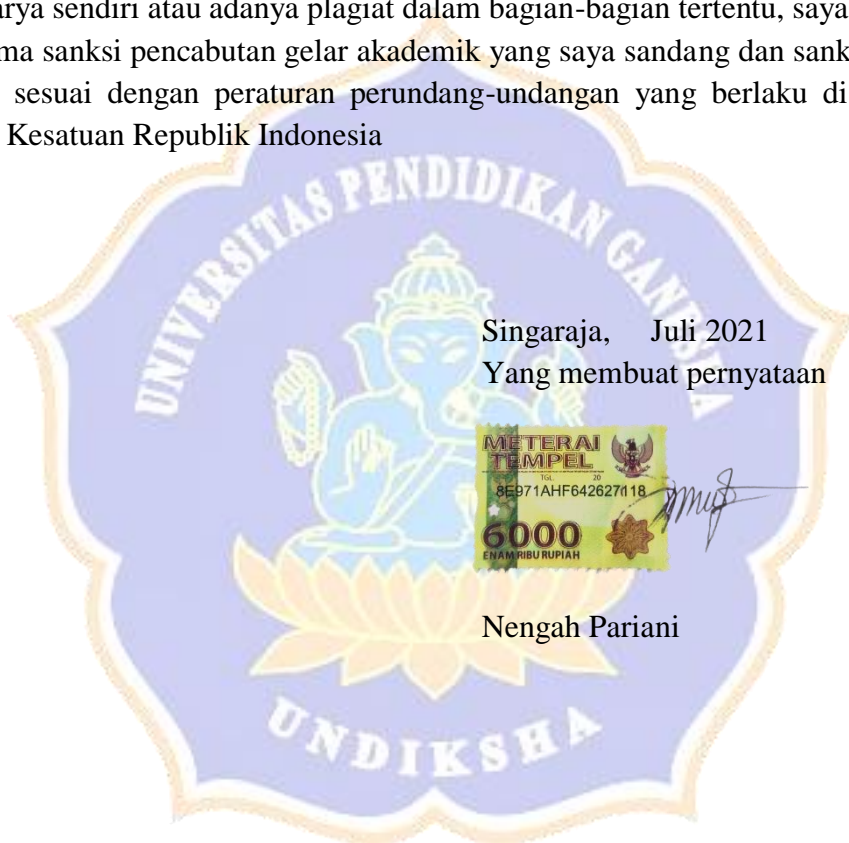 arya sendiri atau adanya plagiat dalam bagian-bagian tertentu, saya
ma sanksi pencabutan gelar akademik yang saya sandang dan sank
sesuai dengan peraturan perundang-undangan yang berlaku di
Kesatuan Republik Indonesia
UNIVERSITAS PENDIDIKAN GANESHA
Singaraja, Juli 2021
Yang membuat pernyataan
METERAI
TEMPEL
TGL. 20
8E971AHF642627118
6000
ENAM RIBU RUPIAH
Nengah Pariani
UNDIKSHA